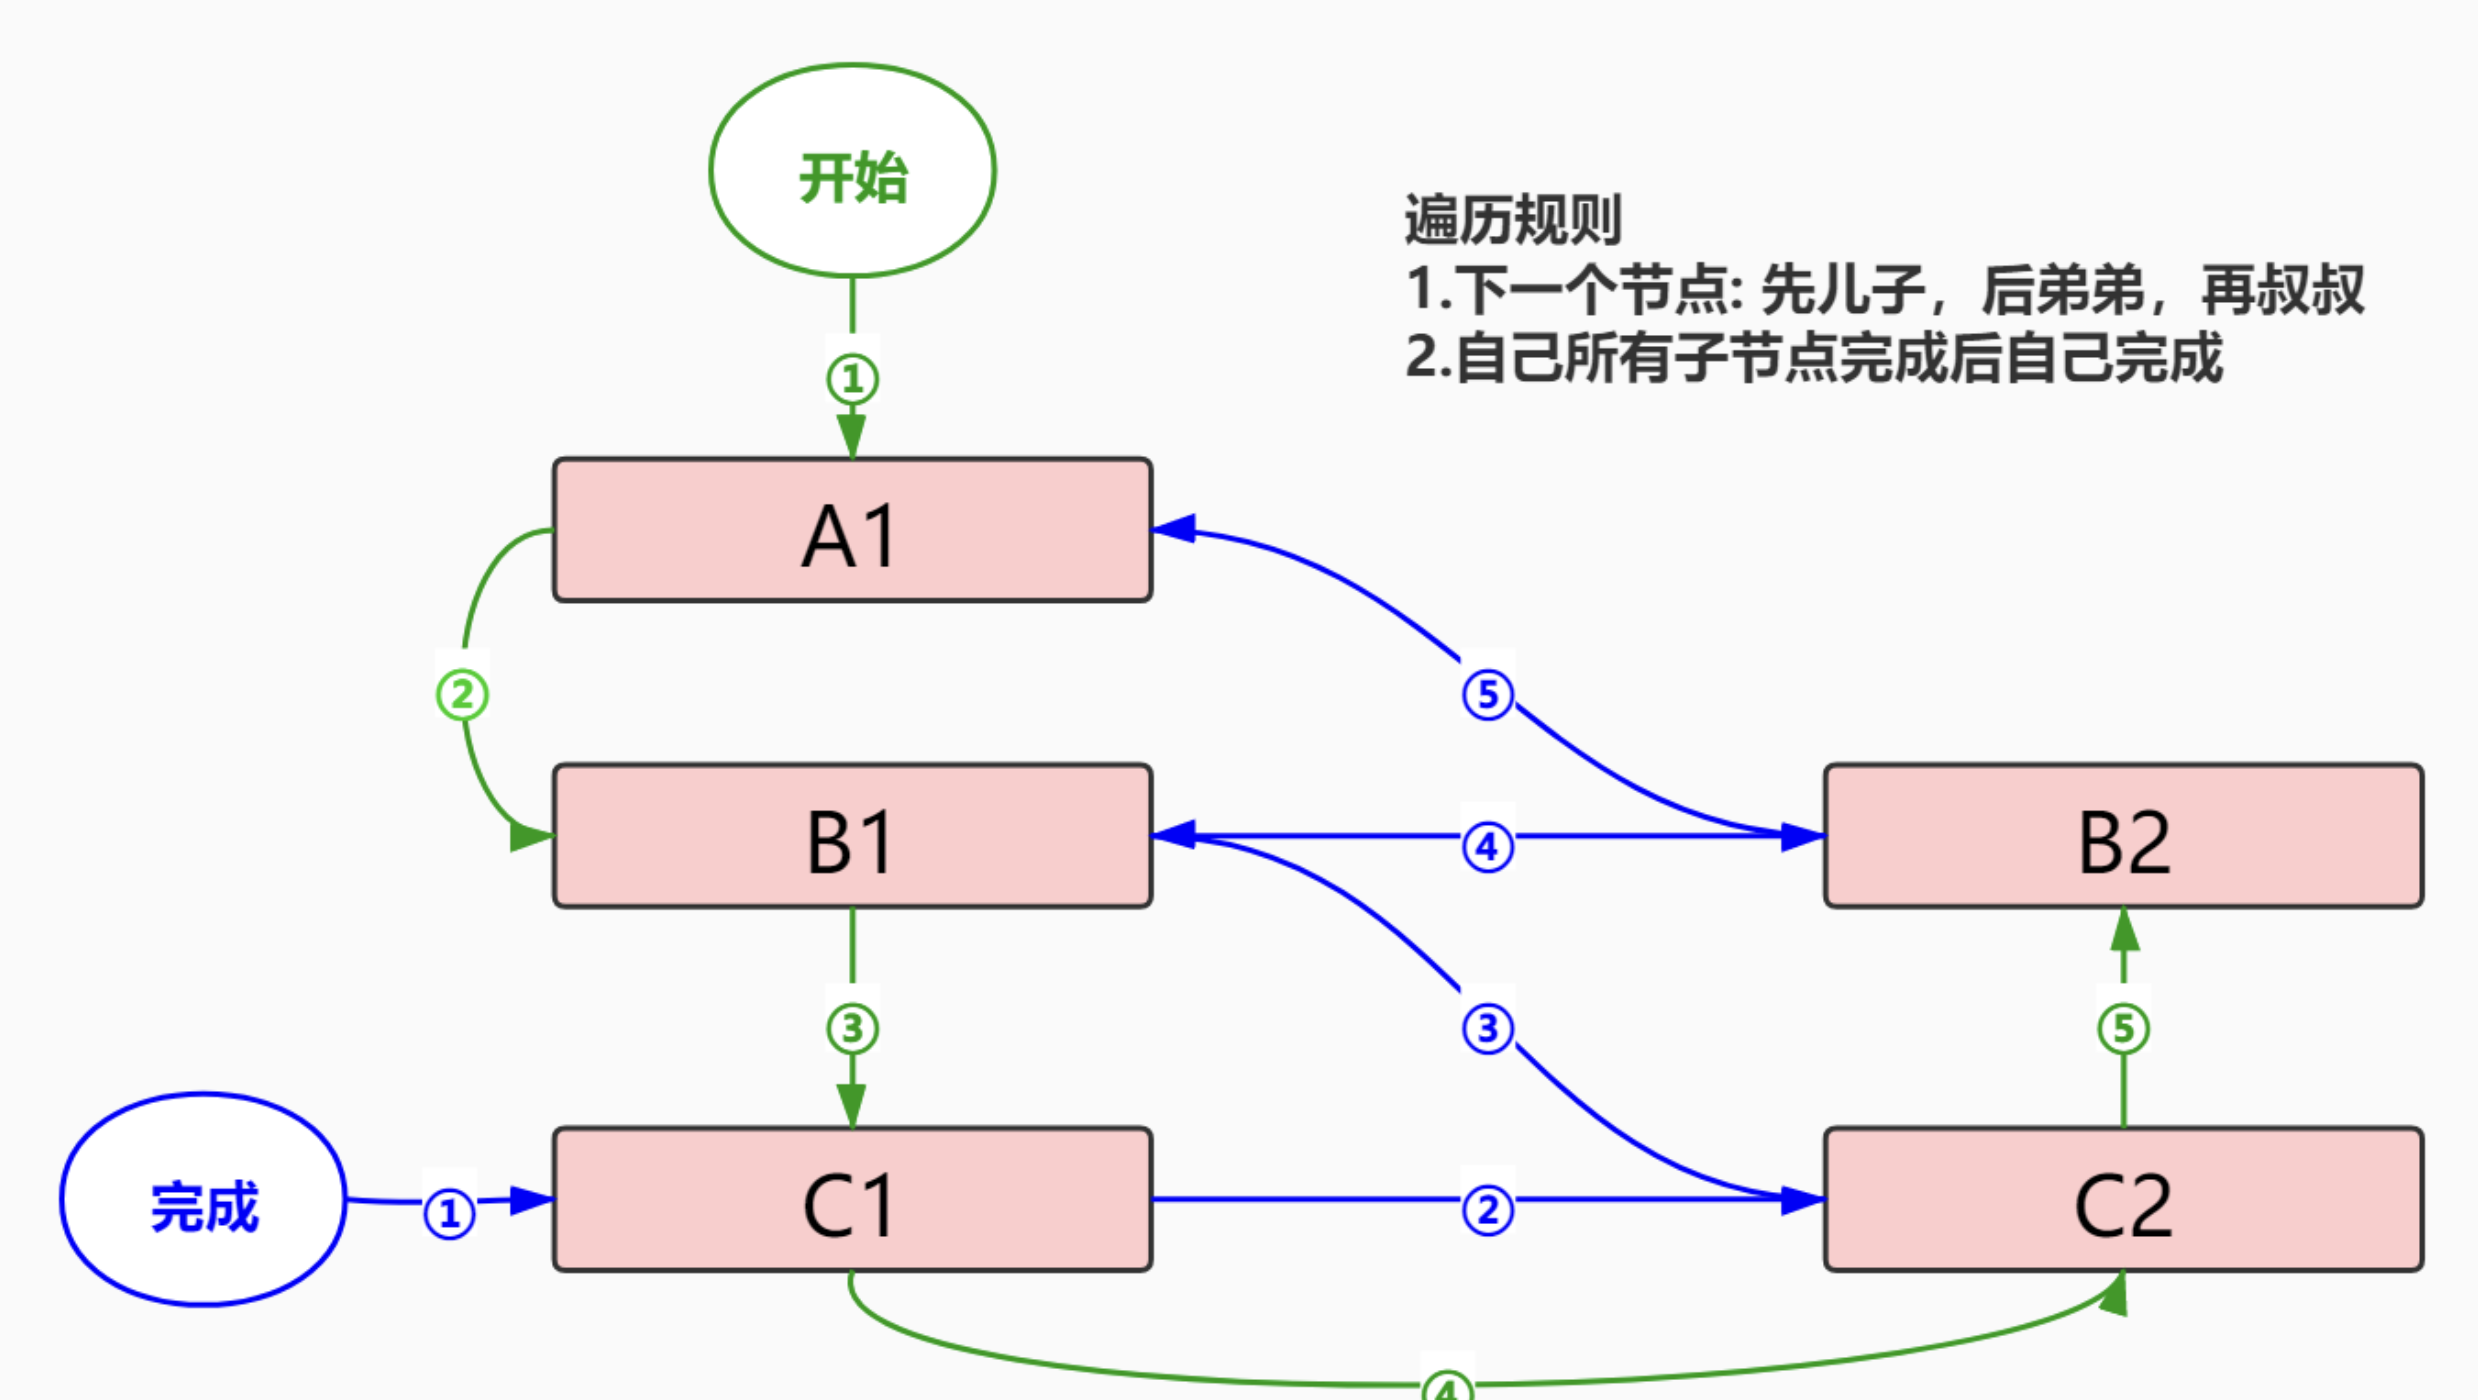 开始
遍历规则
1.下一个节点: 先儿子，后弟弟，再叔叔
2.自己所有子节点完成后自己完成
①
A1
②
⑤
B1
④
B2
③
③
⑤
完成
①
C1
②
C2
④